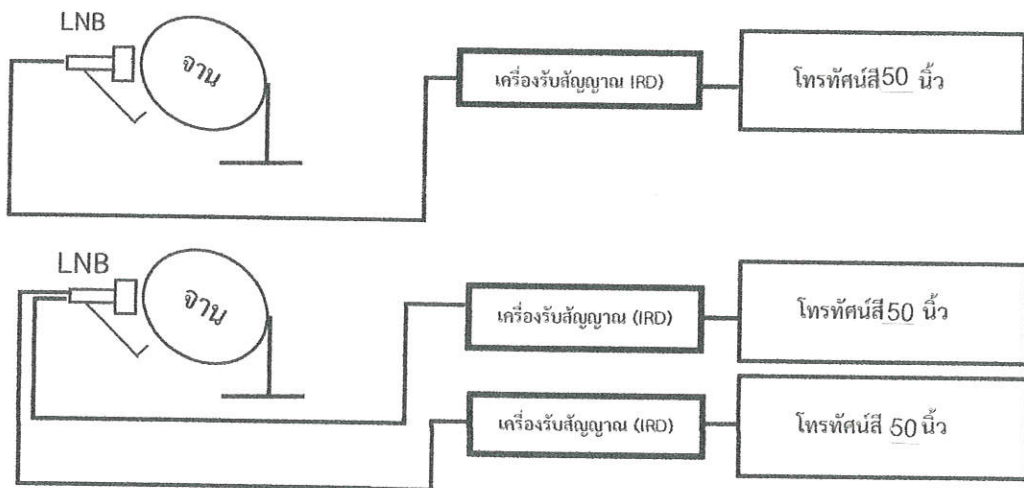 LNB
จาน
เครื่องรับสัญญาณ IRD)
โทรทัศน์สี50 นิ้ว
LNB
จาน
เครื่องรับสัญญาณ (IRD)
โทรทัศน์สี50 นิ้ว
เครื่องรับสัญญาณ (IRD)
โทรทัศน์สี 50 นิ้ว